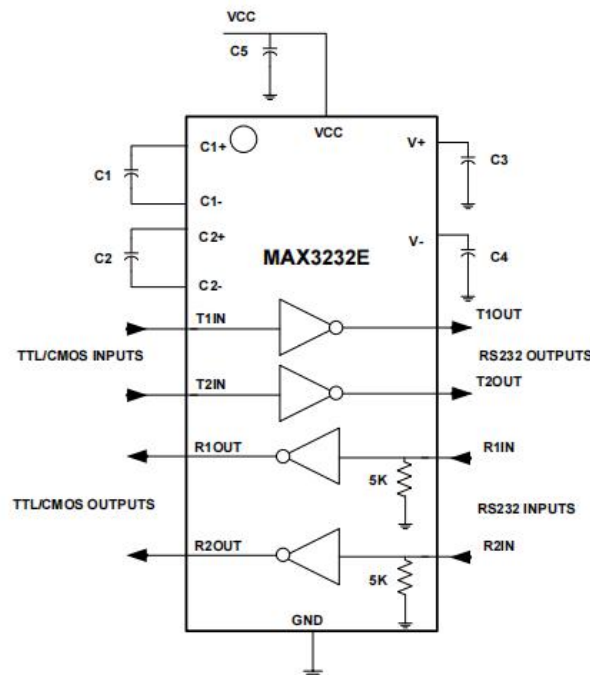 VCC
C5
VCC
V+
C1+
C1
C3
C1-
C2+
V-
C2
MAX3232E
C4
C2-
T1IN
T1OUT
TTL/CMOS INPUTS
RS232 OUTPUTS
T2IN
T2OUT
R1OUT
R1IN
5K
TTL/CMOS OUTPUTS
RS232 INPUTS
R2OUT
R2IN
5K
GND